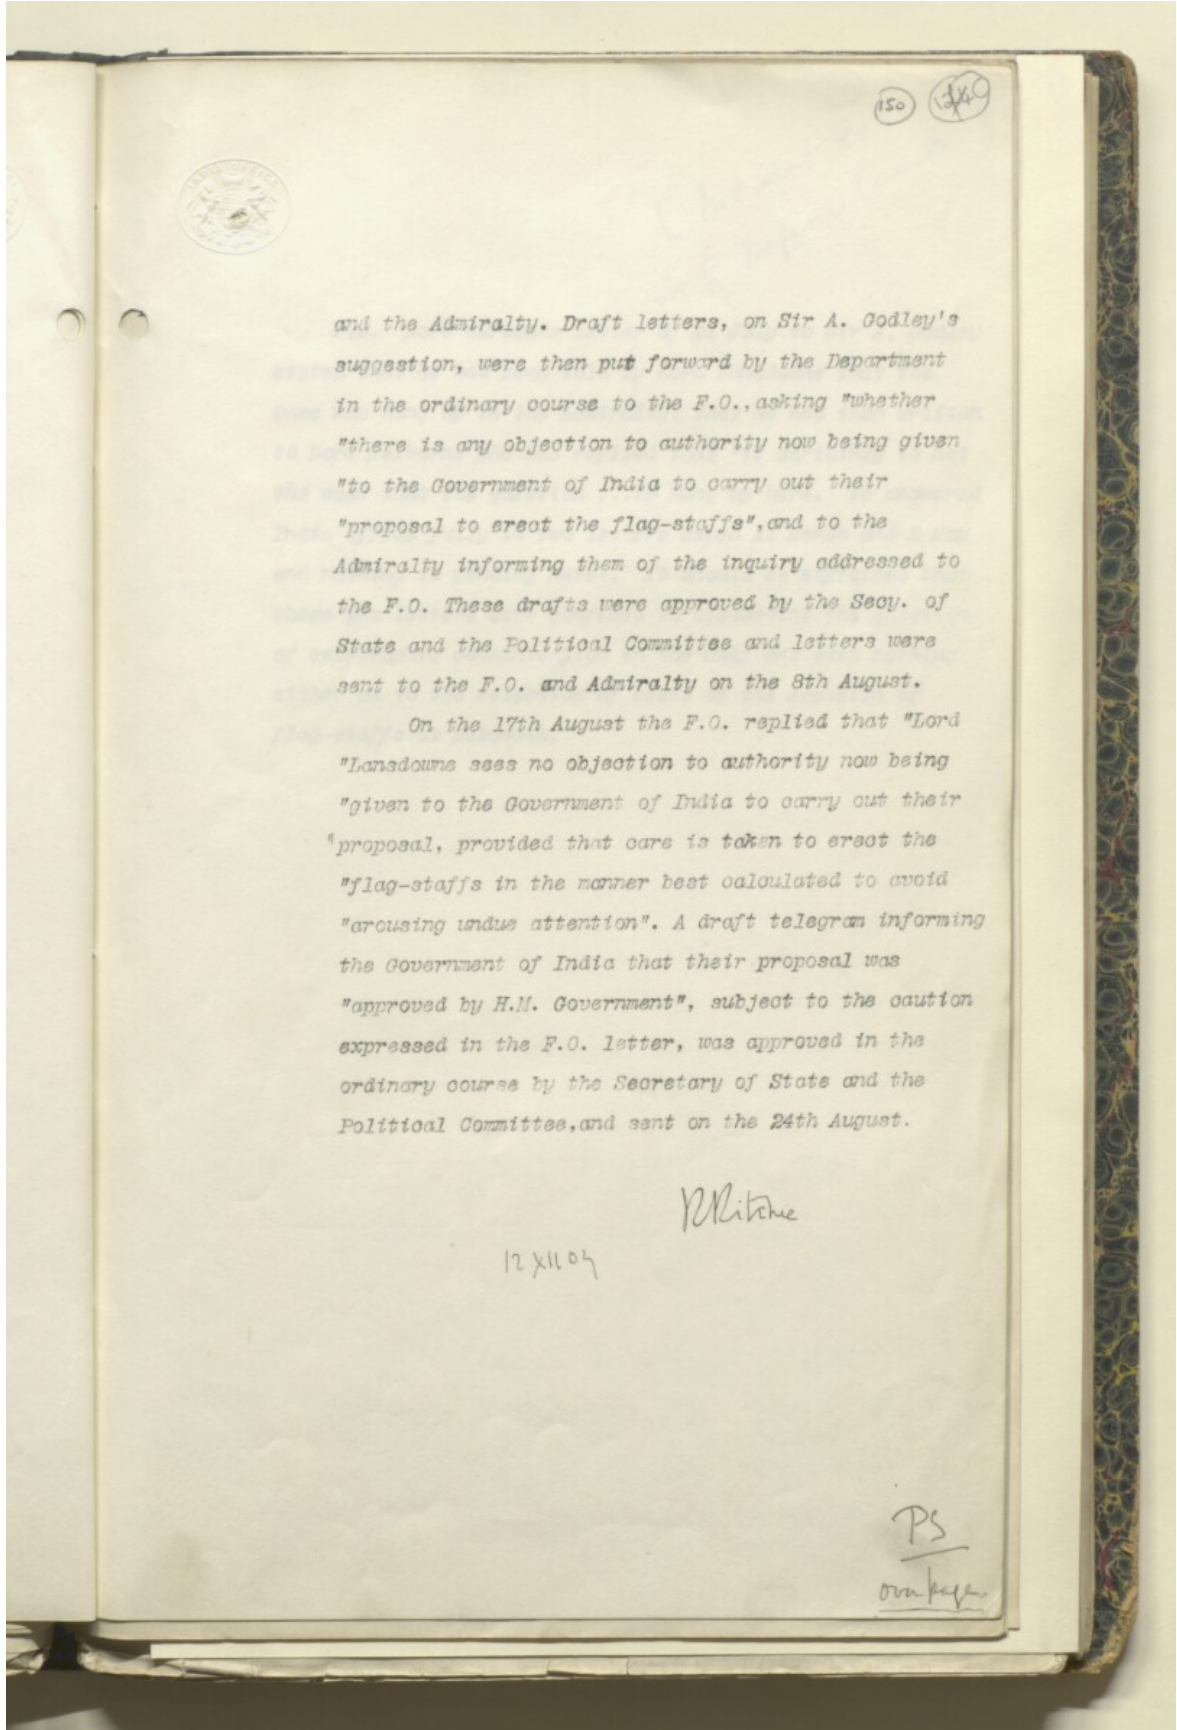 150
INDIA OFFICE
and the Admiralty. Draft letters, on Sir A. Godley's
suggestion, were then put forward by the Department
in the ordinary course to the F.O., asking "whether
"there is any objection to authority now being given
"to the Government of India to carry out their
"proposal to erect the flag-staffs", and to the
Admiralty informing them of the inquiry addressed to
the F.O. These drafts were approved by the Secy. of
State and the Political Committee and letters were
sent to the F.O. and Admiralty on the 8th August.
On the 17th August the F.O. replied that "Lord
"Lansdowne sees no objection to authority now being
"given to the Government of India to carry out their
"proposal, provided that care is taken to erect the
"flag-staffs in the manner best calculated to avoid
"arousing undue attention". A draft telegram informing
the Government of India that their proposal was
"approved by H.M. Government", subject to the caution
expressed in the F.O. letter, was approved in the
ordinary course by the Secretary of State and the
Political Committee, and sent on the 24th August.
RRitchie
12 XII 04
PS
over page